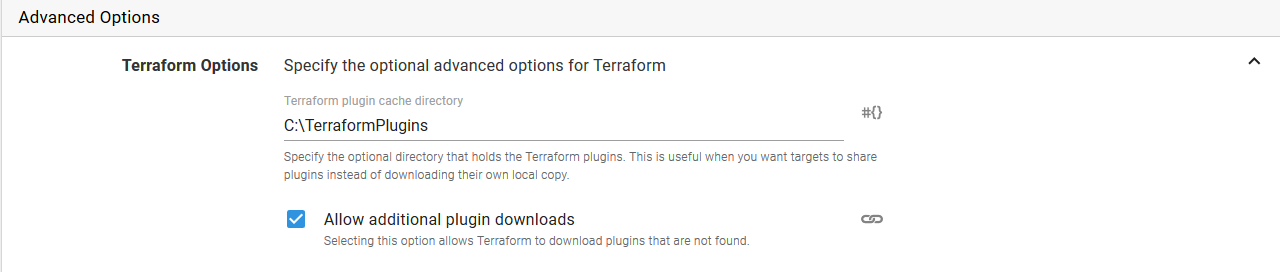 Advanced Options
Terraform Options Specify the optional advanced options for Terraform
Terraform plugin cache directory
#{}
C:\TerraformPlugins
Specify the optional directory that holds the Terraform plugins. This is useful when you want targets to share
plugins instead of downloading their own local copy.
Allow additional plugin downloads
Selecting this option allows Terraform to download plugins that are not found.